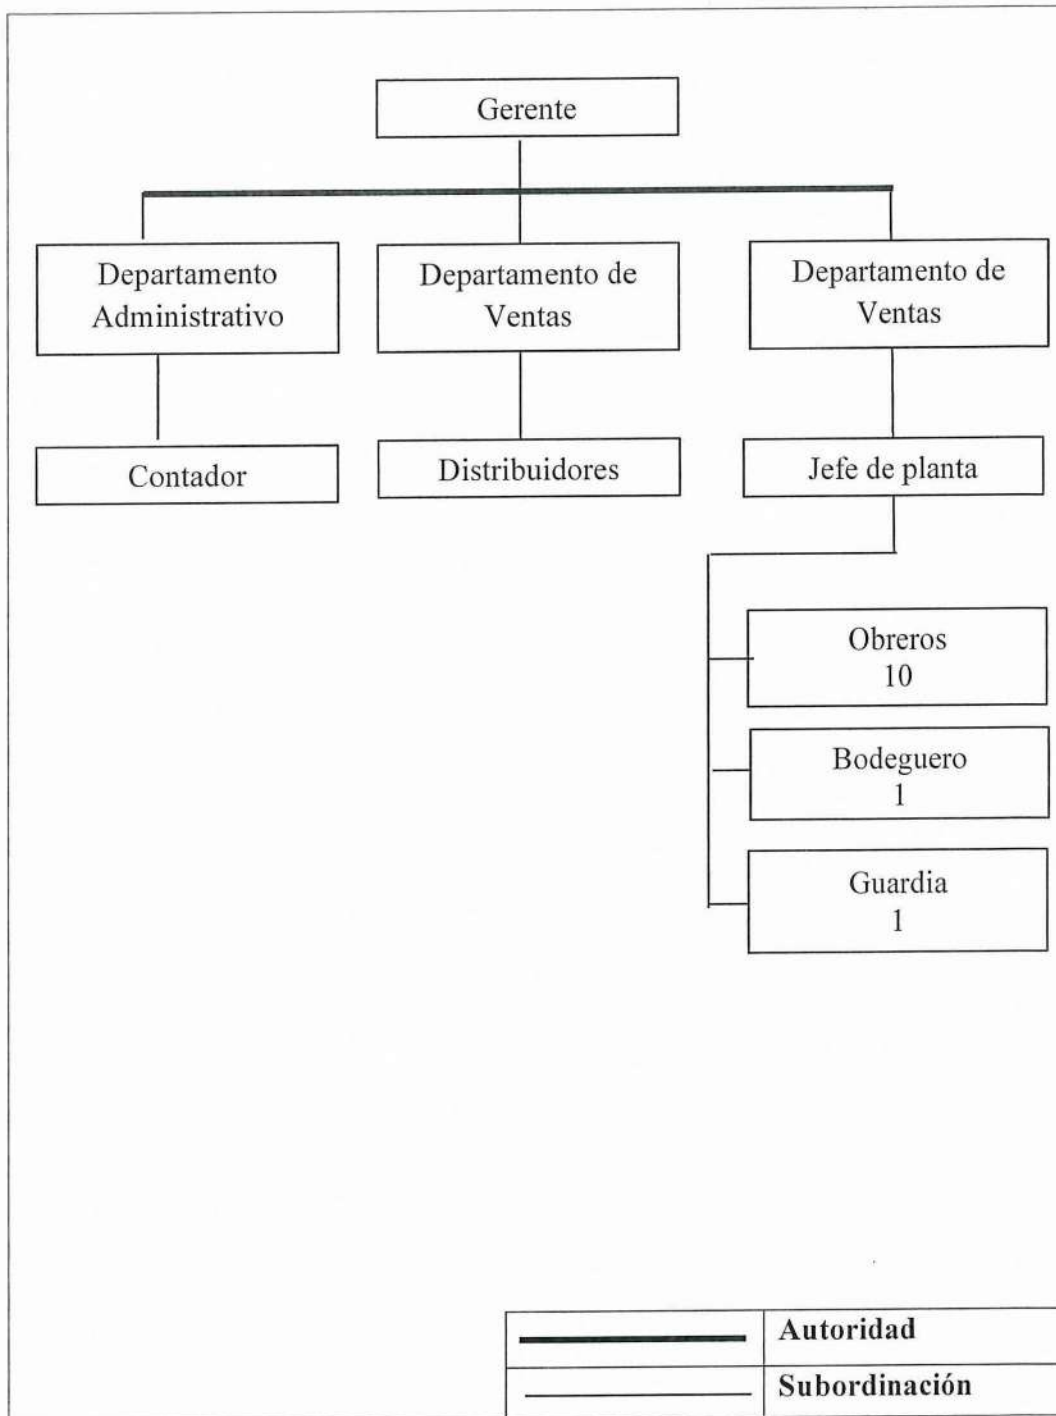 Gerente
Departamento
Administrativo
Departamento de
Ventas
Departamento de
Ventas
Contador
Distribuidores
Jefe de planta
Obreros
10
Bodeguero
1
Guardia
1
Autoridad
Subordinación